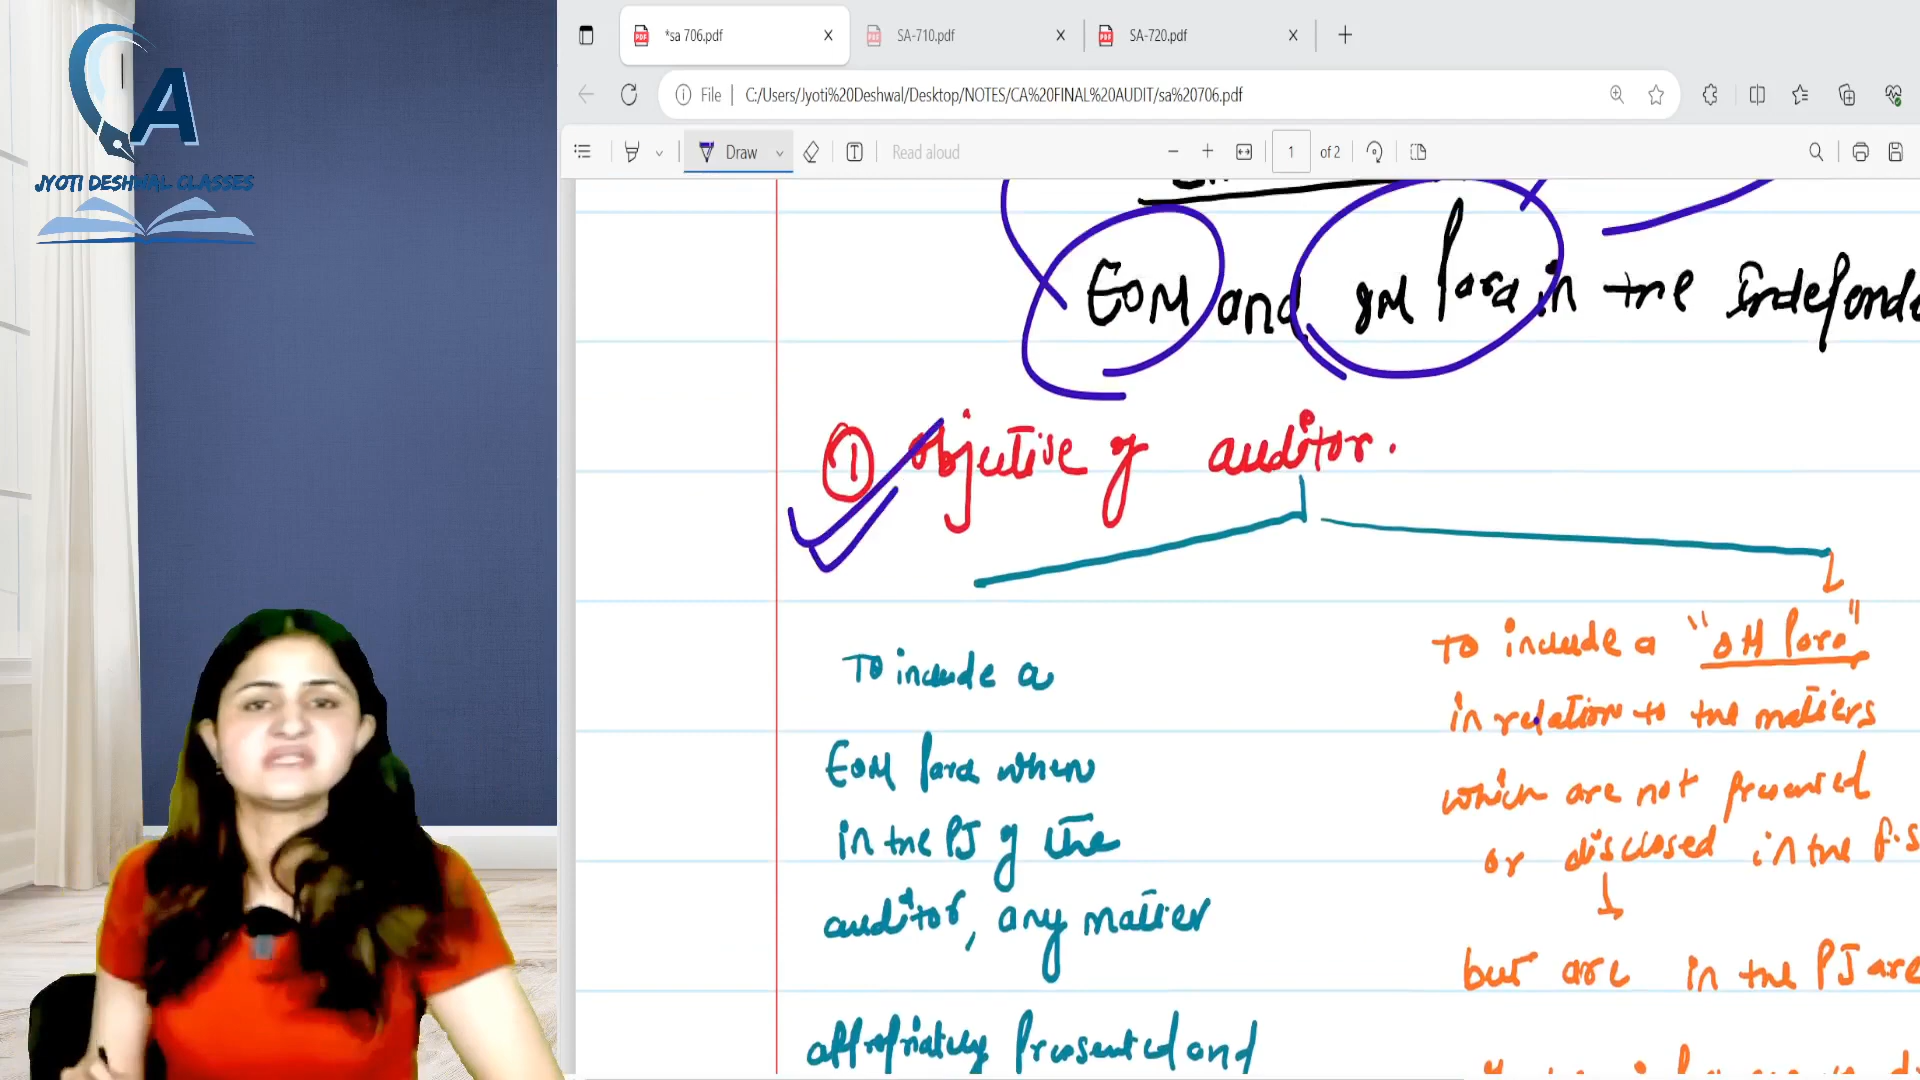 *sa 706.pdf
SA-710.pdf
SA-720.pdf
File
C:/Users/Jyoti%20Deshwal/Desktop/NOTES/CA%20FINAL%20AUDIT/sa%20706.pdf
Draw
Read aloud
1
of 2
A
JYOTI DESHWAL CLASSES
EOM and para in the
① Objective of auditor.
To include a
EOM para when
in the PJ of the
auditor, any matter
appropriately presented and
To include a "OM para"
in relation to the matters
which are not presented
or disclosed in the F.S
but are in the PJ are